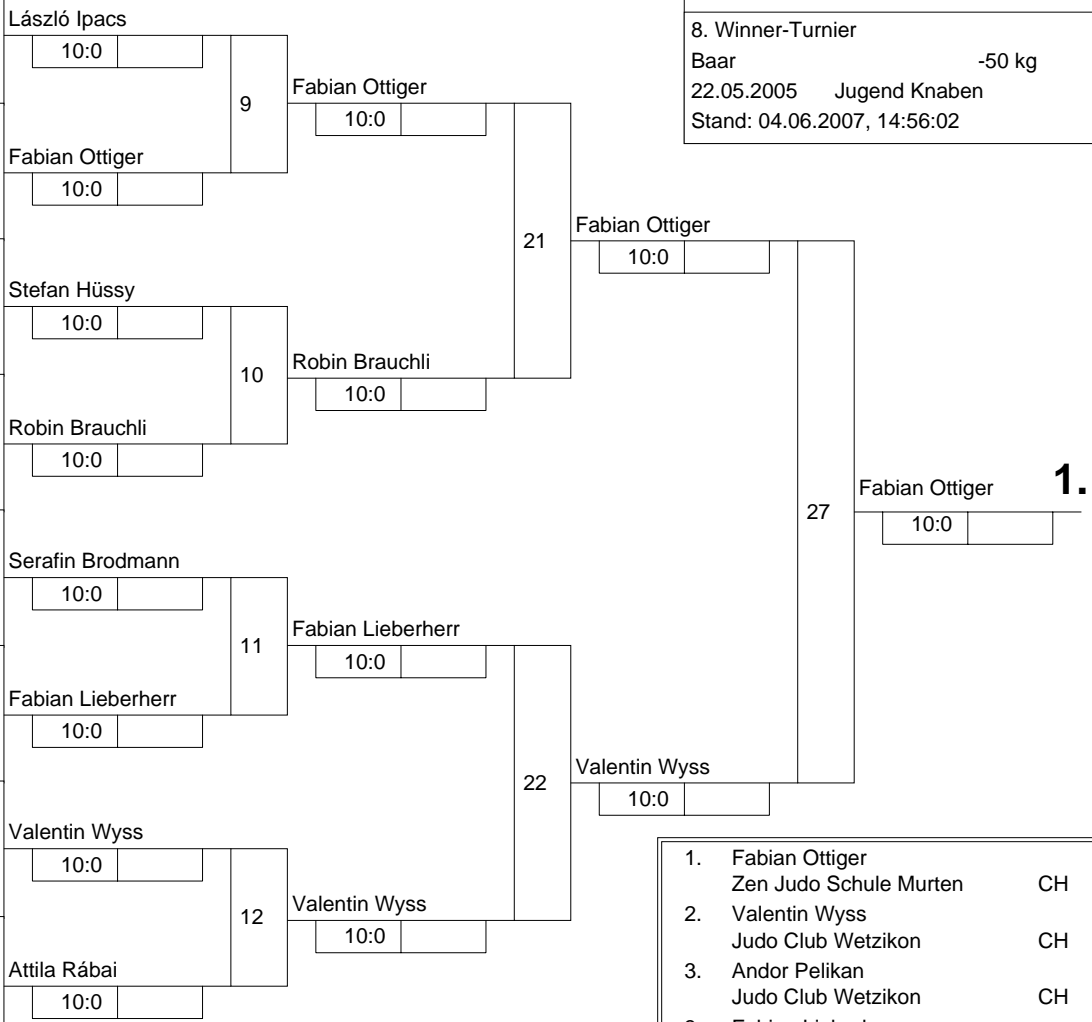 László Ipacs
10:0
9
Fabian Ottiger
10:0
Fabian Ottiger
10:0
8. Winner-Turnier
Baar -50 kg
22.05.2005 Jugend Knaben
Stand: 04.06.2007, 14:56:02
21
Fabian Ottiger
10:0
Stefan Hüssy
10:0
10
Robin Brauchli
10:0
Robin Brauchli
10:0
27
Fabian Ottiger 1.
10:0
Serafin Brodmann
10:0
11
Fabian Lieberherr
10:0
Fabian Lieberherr
10:0
22
Valentin Wyss
10:0
Valentin Wyss
10:0
12
Valentin Wyss
10:0
Attila Rábai
10:0
1. Fabian Ottiger
Zen Judo Schule Murten CH
2. Valentin Wyss
Judo Club Wetzikon CH
3. Andor Pelikan
Judo Club Wetzikon CH